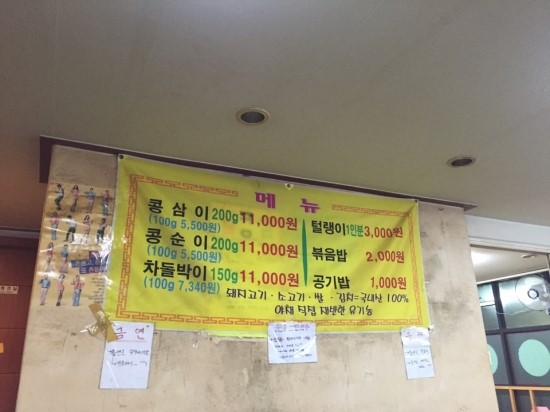 메뉴
콩삼이 200g 11,000원
(100g 5,500원)
콩순이 200g 11,000원
(100g 5,500원)
차돌박이 150g 11,000원
(100g 7,340원)
털랭이 1인분 3,000원
볶음밥 2,000원
공기밥 1,000원
돼지고기·소고기·쌀·김치=국내산 100%
야채 직접 재배한 유기농
금연